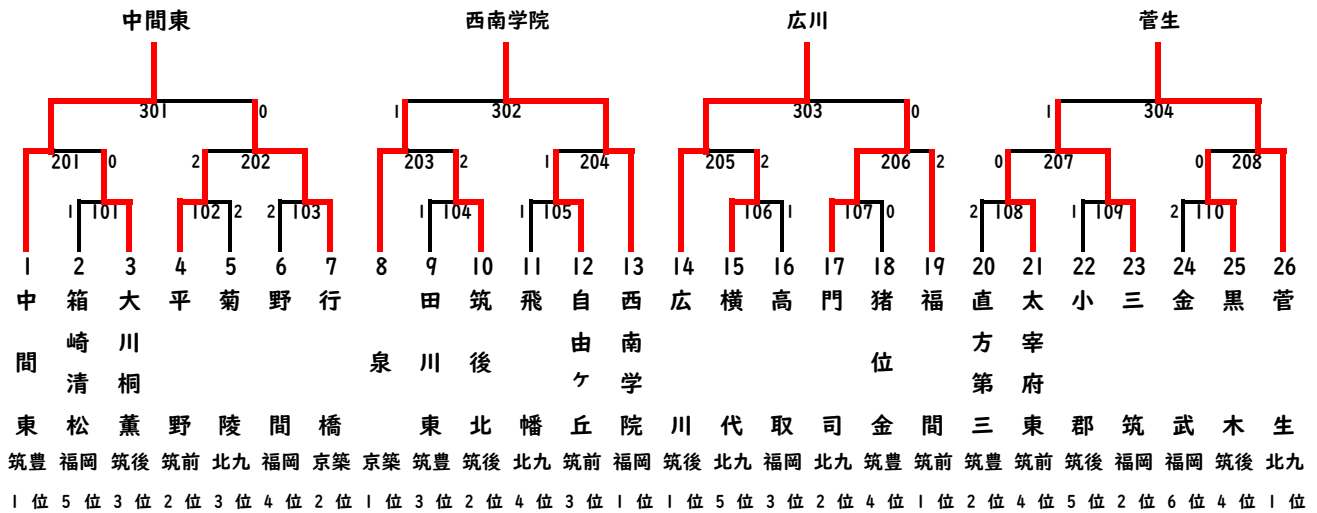 中間東 西南学院 広川 菅生
301 0 1 302 303 0 1 304
201 0 2 202 203 2 1 204 205 2 206 2 0 207 0 208
1 101 102 2 2 103 1 104 1 105 106 1 107 0 2 108 1 109 2 110
1 2 3 4 5 6 7 8 9 10 11 12 13 14 15 16 17 18 19 20 21 22 23 24 25 26
中間東
箱崎清松
大川桐薫
平野
菊陵
野間
行橋
泉
田川東
筑後北
飛幡
自由ケ丘
西南学院
広川
横代
高取
門司
猪位金
福間
直方第三
太宰府東
小郡
三筑
金武
黒木
菅生
筑豊 福岡 筑後 筑前 北九 福岡 京築 京築 筑豊 筑後 北九 筑前 福岡 筑後 北九 福岡 北九 筑豊 筑前 筑豊 筑前 筑後 福岡 福岡 筑後 北九
1位 5位 3位 2位 3位 4位 2位 1位 3位 2位 4位 3位 1位 1位 5位 3位 2位 4位 1位 2位 4位 5位 2位 6位 4位 1位